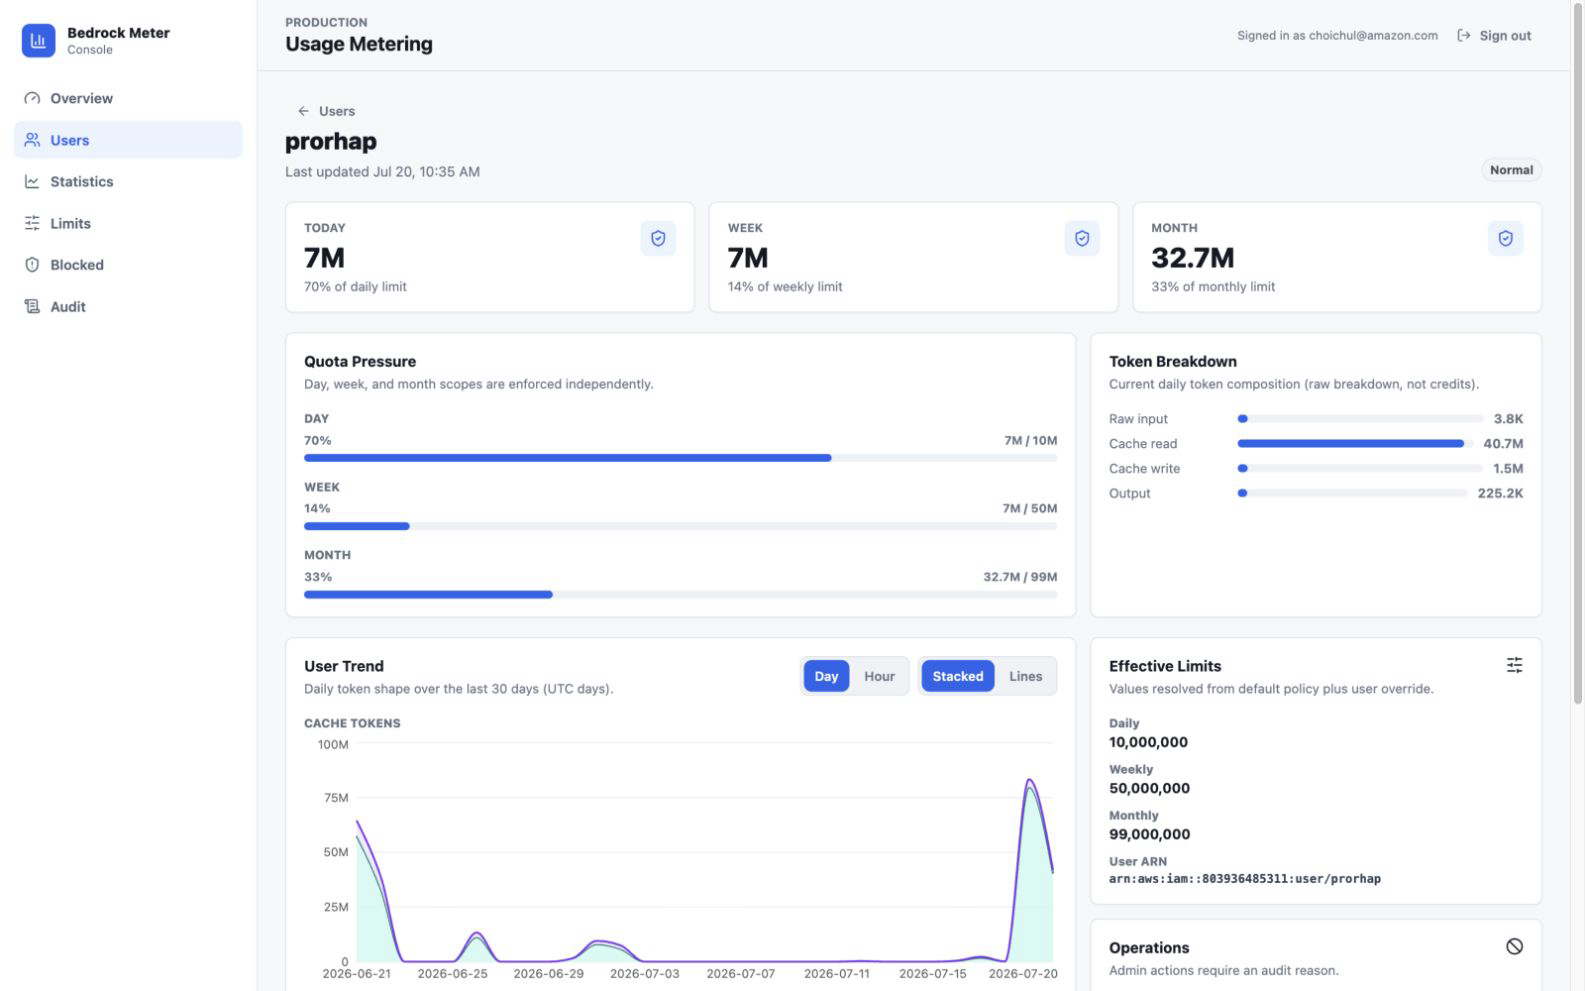 Bedrock Meter
Console
Overview
Users
Statistics
Limits
Blocked
Audit
PRODUCTION
Usage Metering
Signed in as choichul@amazon.com
Sign out
Users
prorhap
Last updated Jul 20, 10:35 AM
Normal
TODAY
7M
70% of daily limit
WEEK
7M
14% of weekly limit
MONTH
32.7M
33% of monthly limit
Quota Pressure
Day, week, and month scopes are enforced independently.
DAY
70% 7M / 10M
WEEK
14% 7M / 50M
MONTH
33% 32.7M / 99M
Token Breakdown
Current daily token composition (raw breakdown, not credits).
Raw input 3.8K
Cache read 40.7M
Cache write 1.5M
Output 225.2K
User Trend
Daily token shape over the last 30 days (UTC days).
Day Hour Stacked Lines
CACHE TOKENS
100M
75M
50M
25M
0
2026-06-21 2026-06-25 2026-06-29 2026-07-03 2026-07-07 2026-07-11 2026-07-15 2026-07-20
Effective Limits
Values resolved from default policy plus user override.
Daily
10,000,000
Weekly
50,000,000
Monthly
99,000,000
User ARN
arn:aws:iam::803936485311:user/prorhap
Operations
Admin actions require an audit reason.